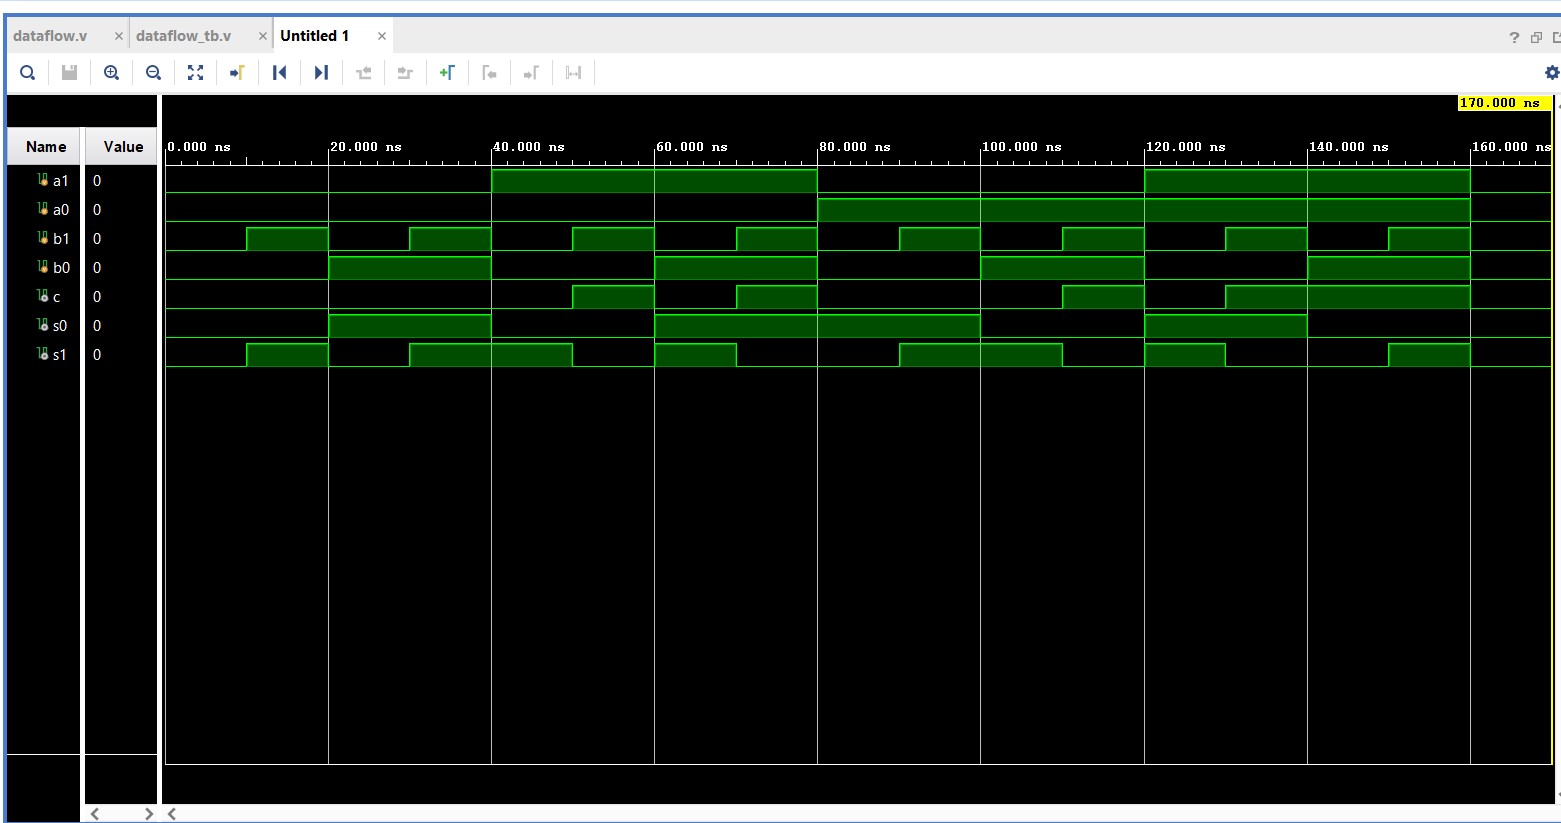 dataflow.v × dataflow_tb.v × Untitled 1 ×
?
170.000 ns
Name Value
0.000 ns 20.000 ns 40.000 ns 60.000 ns 80.000 ns 100.000 ns 120.000 ns 140.000 ns 160.000 ns
a1 0
a0 0
b1 0
b0 0
c 0
s0 0
s1 0